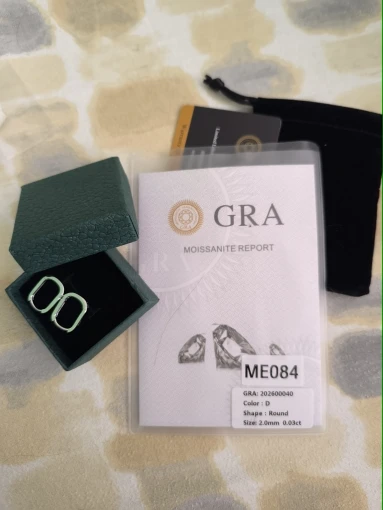 GRA
MOISSANITE REPORT
ME084
GRA: 202600040
Color : D
Shape : Round
Size: 2.0mm 0.03ct